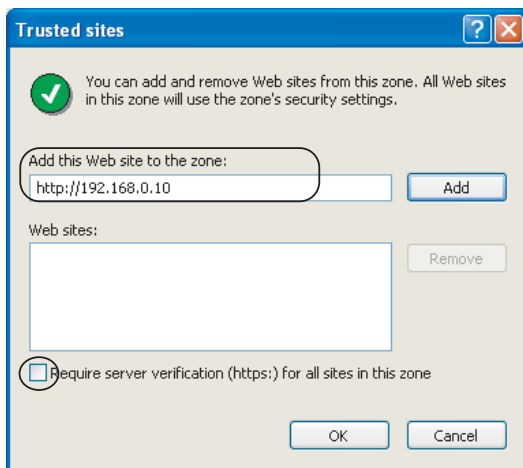 Trusted sites
You can add and remove Web sites from this zone. All Web sites
in this zone will use the zone's security settings.
Add this Web site to the zone:
http://192.168.0.10
Add
Web sites:
Remove
Require server verification (https:) for all sites in this zone
OK
Cancel